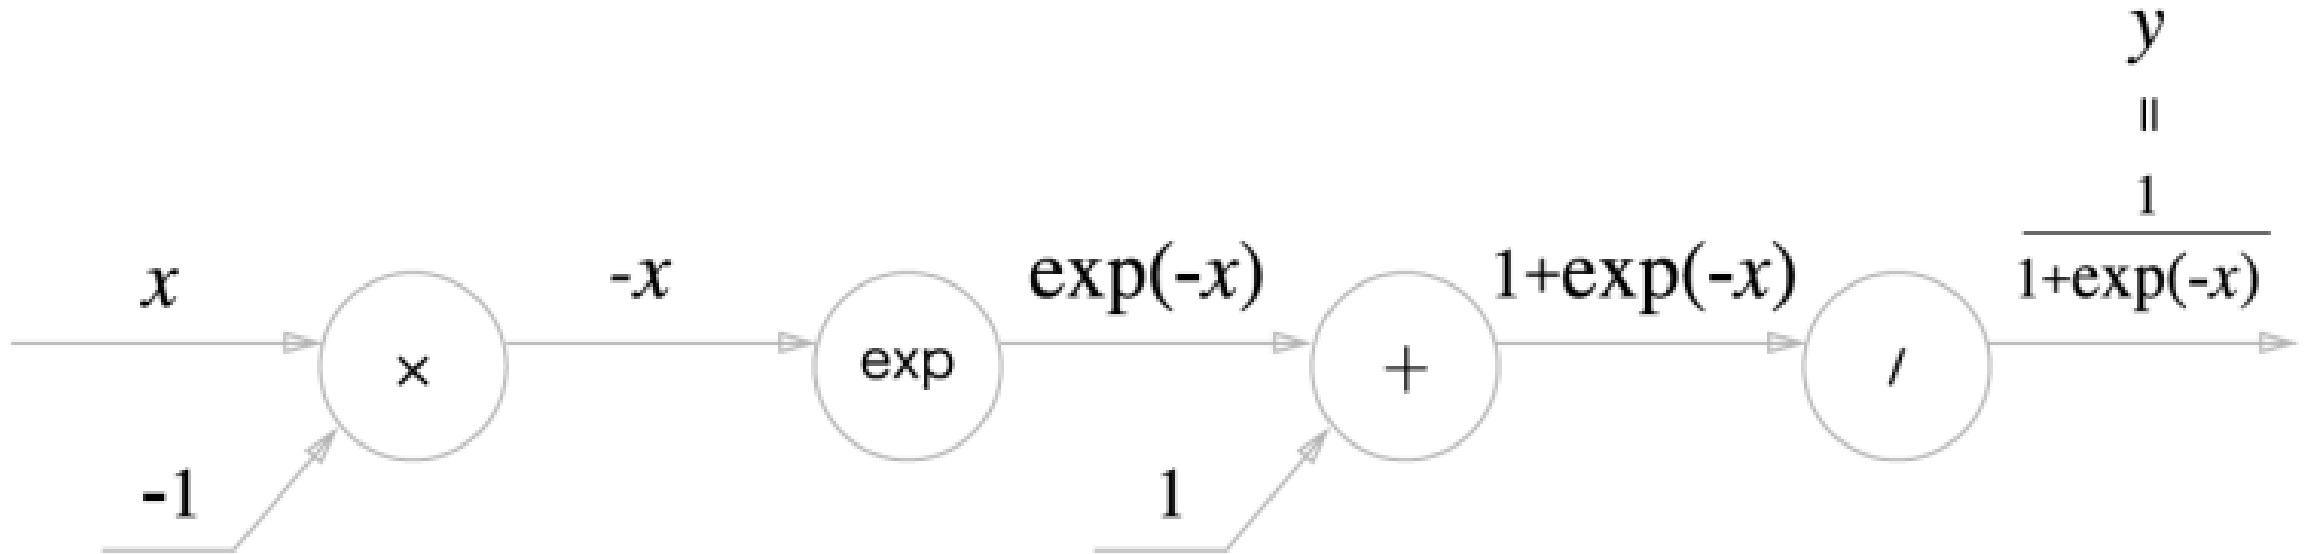 y
=
1
x -x exp(-x) 1+exp(-x) 1+exp(-x)
× exp + /
-1 1